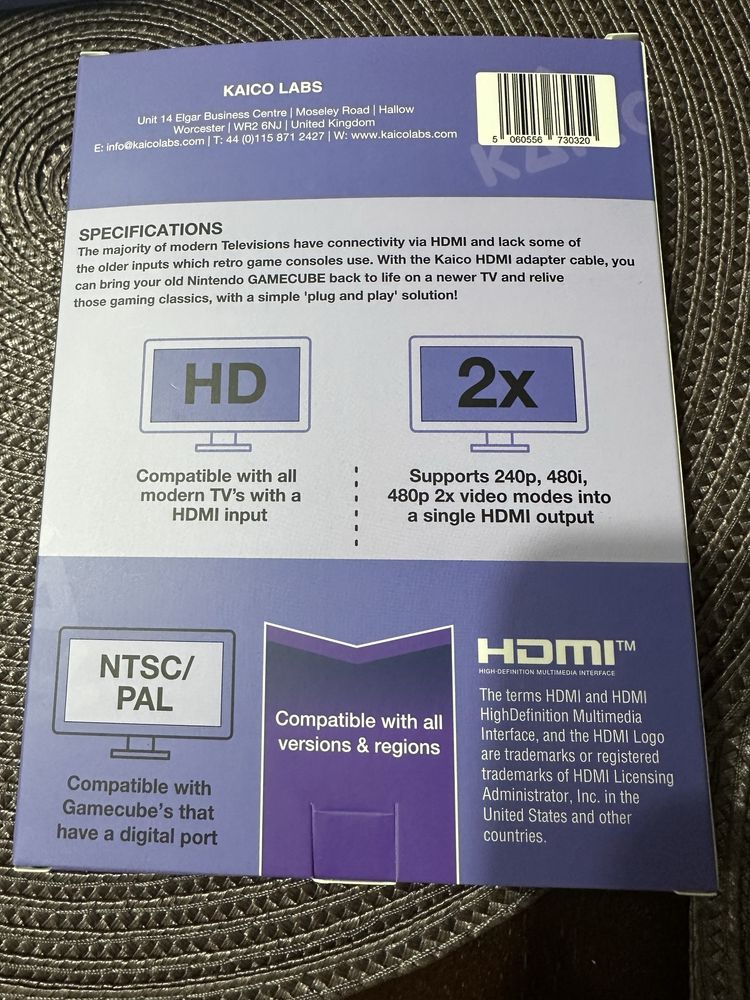 KAICO LABS
Unit 14 Elgar Business Centre | Moseley Road | Hallow
Worcester | WR2 6NJ | United Kingdom
E: info@kaicolabs.com | T: 44 (0)115 871 2427 | W: www.kaicolabs.com
5 060556 730320
KAICO
SPECIFICATIONS
The majority of modern Televisions have connectivity via HDMI and lack some of
the older inputs which retro game consoles use. With the Kaico HDMI adapter cable, you
can bring your old Nintendo GAMECUBE back to life on a newer TV and relive
those gaming classics, with a simple 'plug and play' solution!
HD
Compatible with all
modern TV's with a
HDMI input
2x
Supports 240p, 480i,
480p 2x video modes into
a single HDMI output
NTSC/
PAL
Compatible with
Gamecube's that
have a digital port
Compatible with all
versions & regions
HDMI™
HIGH-DEFINITION MULTIMEDIA INTERFACE
The terms HDMI and HDMI
HighDefinition Multimedia
Interface, and the HDMI Logo
are trademarks or registered
trademarks of HDMI Licensing
Administrator, Inc. in the
United States and other
countries.